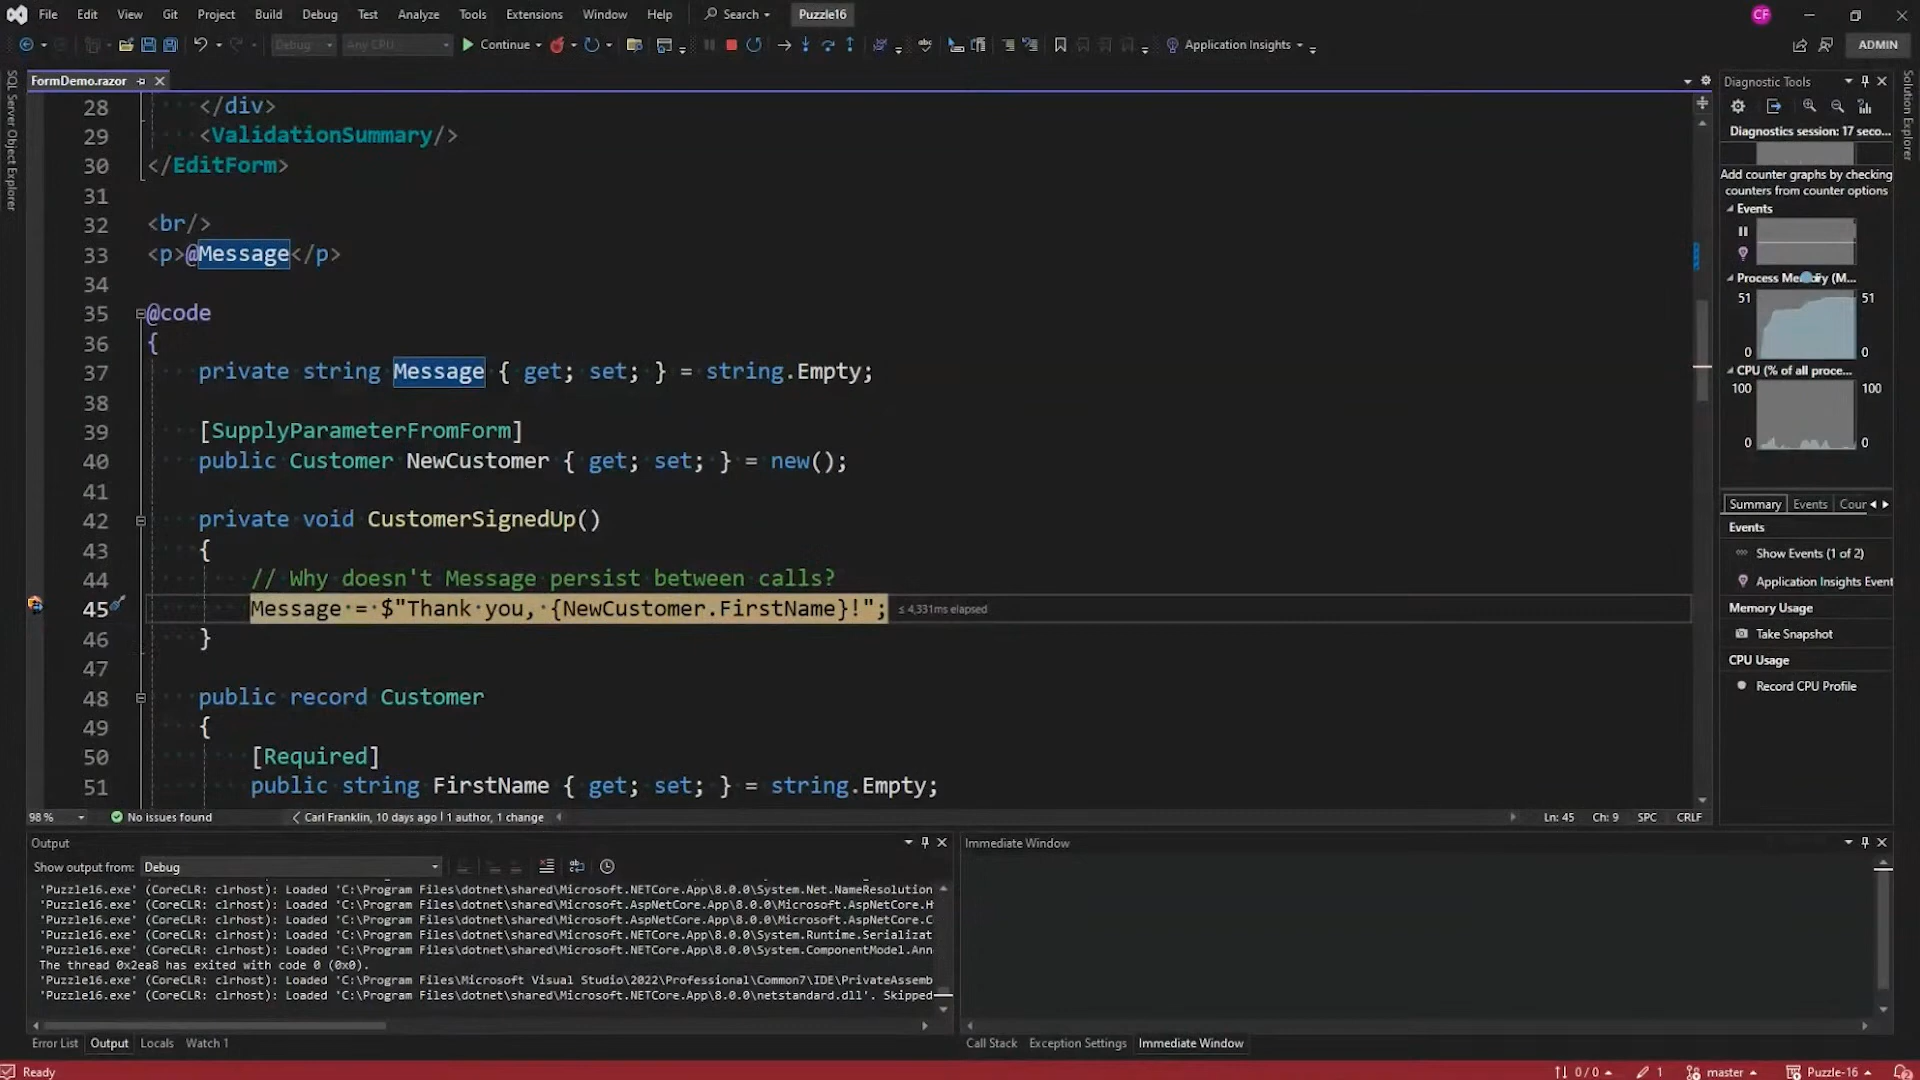 File Edit View Git Project Build Debug Test Analyze Tools Extensions Window Help Search Puzzle16 CF
Debug Any CPU Continue Application Insights ADMIN
SQL Server Object Explorer
FormDemo.razor
28 </div>
29 <ValidationSummary/>
30 </EditForm>
31
32 <br/>
33 <p>@Message</p>
34
35 @code
36 {
37 private string Message { get; set; } = string.Empty;
38
39 [SupplyParameterFromForm]
40 public Customer NewCustomer { get; set; } = new();
41
42 private void CustomerSignedUp()
43 {
44 // Why doesn't Message persist between calls?
45 Message = $"Thank you, {NewCustomer.FirstName}!"; ≤ 4,331ms elapsed
46 }
47
48 public record Customer
49 {
50 [Required]
51 public string FirstName { get; set; } = string.Empty;
98 % No issues found Carl Franklin, 10 days ago | 1 author, 1 change Ln: 45 Ch: 9 SPC CRLF
Diagnostic Tools
Diagnostics session: 17 seco...
Add counter graphs by checking
counters from counter options
Events
Process Memory (M...
51 51
0 0
CPU (% of all proce...
100 100
0 0
Summary Events Cour
Events
Show Events (1 of 2)
Application Insights Event
Memory Usage
Take Snapshot
CPU Usage
Record CPU Profile
Solution Explorer
Output
Show output from: Debug
'Puzzle16.exe' (CoreCLR: clrhost): Loaded 'C:\Program Files\dotnet\shared\Microsoft.NETCore.App\8.0.0\System.Net.NameResolution
'Puzzle16.exe' (CoreCLR: clrhost): Loaded 'C:\Program Files\dotnet\shared\Microsoft.AspNetCore.App\8.0.0\Microsoft.AspNetCore.H
'Puzzle16.exe' (CoreCLR: clrhost): Loaded 'C:\Program Files\dotnet\shared\Microsoft.AspNetCore.App\8.0.0\Microsoft.AspNetCore.C
'Puzzle16.exe' (CoreCLR: clrhost): Loaded 'C:\Program Files\dotnet\shared\Microsoft.NETCore.App\8.0.0\System.Runtime.Serializat
'Puzzle16.exe' (CoreCLR: clrhost): Loaded 'C:\Program Files\dotnet\shared\Microsoft.NETCore.App\8.0.0\System.ComponentModel.Ann
The thread 0x2ea8 has exited with code 0 (0x0).
'Puzzle16.exe' (CoreCLR: clrhost): Loaded 'C:\Program Files\Microsoft Visual Studio\2022\Professional\Common7\IDE\PrivateAssemb
'Puzzle16.exe' (CoreCLR: clrhost): Loaded 'C:\Program Files\dotnet\shared\Microsoft.NETCore.App\8.0.0\netstandard.dll'. Skipped
Error List Output Locals Watch 1
Immediate Window
Call Stack Exception Settings Immediate Window
Ready 0 / 0 1 master Puzzle-16 2